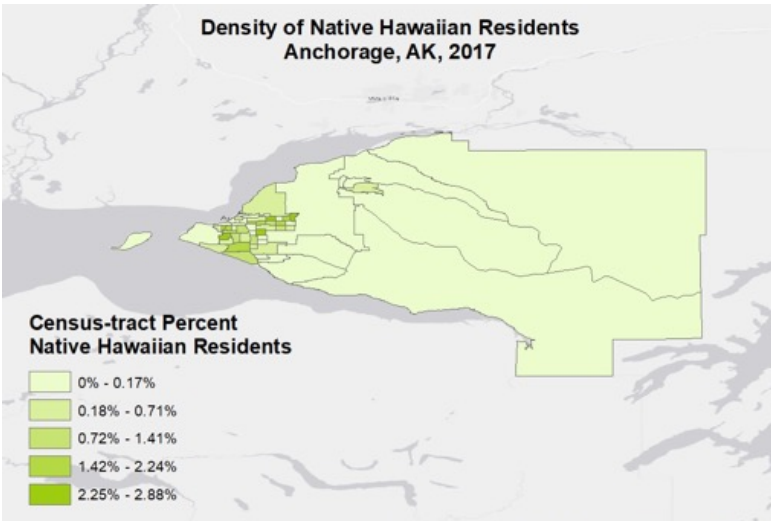 Density of Native Hawaiian Residents
Anchorage, AK, 2017
Census-tract Percent
Native Hawaiian Residents
0% - 0.17%
0.18% - 0.71%
0.72% - 1.41%
1.42% - 2.24%
2.25% - 2.88%